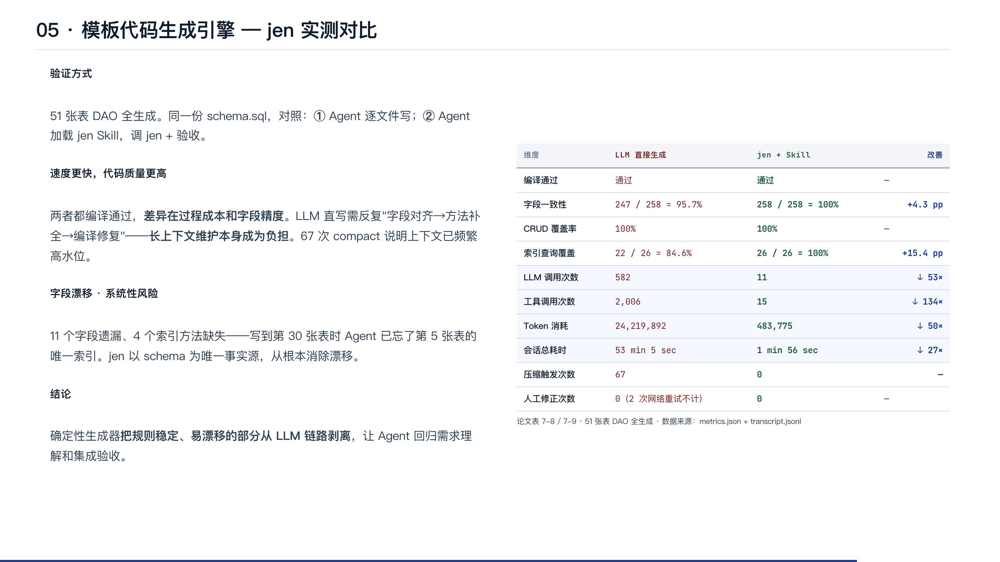 05 · 模板代码生成引擎 — jen 实测对比
验证方式
51 张表 DAO 全生成。同一份 schema.sql，对照：① Agent 逐文件写；② Agent
加载 jen Skill，调 jen + 验收。
速度更快，代码质量更高
两者都编译通过，差异在过程成本和字段精度。LLM 直写需反复"字段对齐→方法补
全→编译修复"——长上下文维护本身成为负担。67 次 compact 说明上下文已频繁
高水位。
字段漂移 · 系统性风险
11 个字段遗漏、4 个索引方法缺失——写到第 30 张表时 Agent 已忘了第 5 张表的
唯一索引。jen 以 schema 为唯一事实源，从根本消除漂移。
结论
确定性生成器把规则稳定、易漂移的部分从 LLM 链路剥离，让 Agent 回归需求理
解和集成验收。
维度 LLM 直接生成 jen + Skill 改善
编译通过 通过 通过 —
字段一致性 247 / 258 = 95.7% 258 / 258 = 100% +4.3 pp
CRUD 覆盖率 100% 100% —
索引查询覆盖 22 / 26 = 84.6% 26 / 26 = 100% +15.4 pp
LLM 调用次数 582 11 ↓ 53×
工具调用次数 2,006 15 ↓ 134×
Token 消耗 24,219,892 483,775 ↓ 50×
会话总耗时 53 min 5 sec 1 min 56 sec ↓ 27×
压缩触发次数 67 0 —
人工修正次数 0（2 次网络重试不计） 0 —
论文表 7–8 / 7–9 · 51 张表 DAO 全生成 · 数据来源：metrics.json + transcript.jsonl